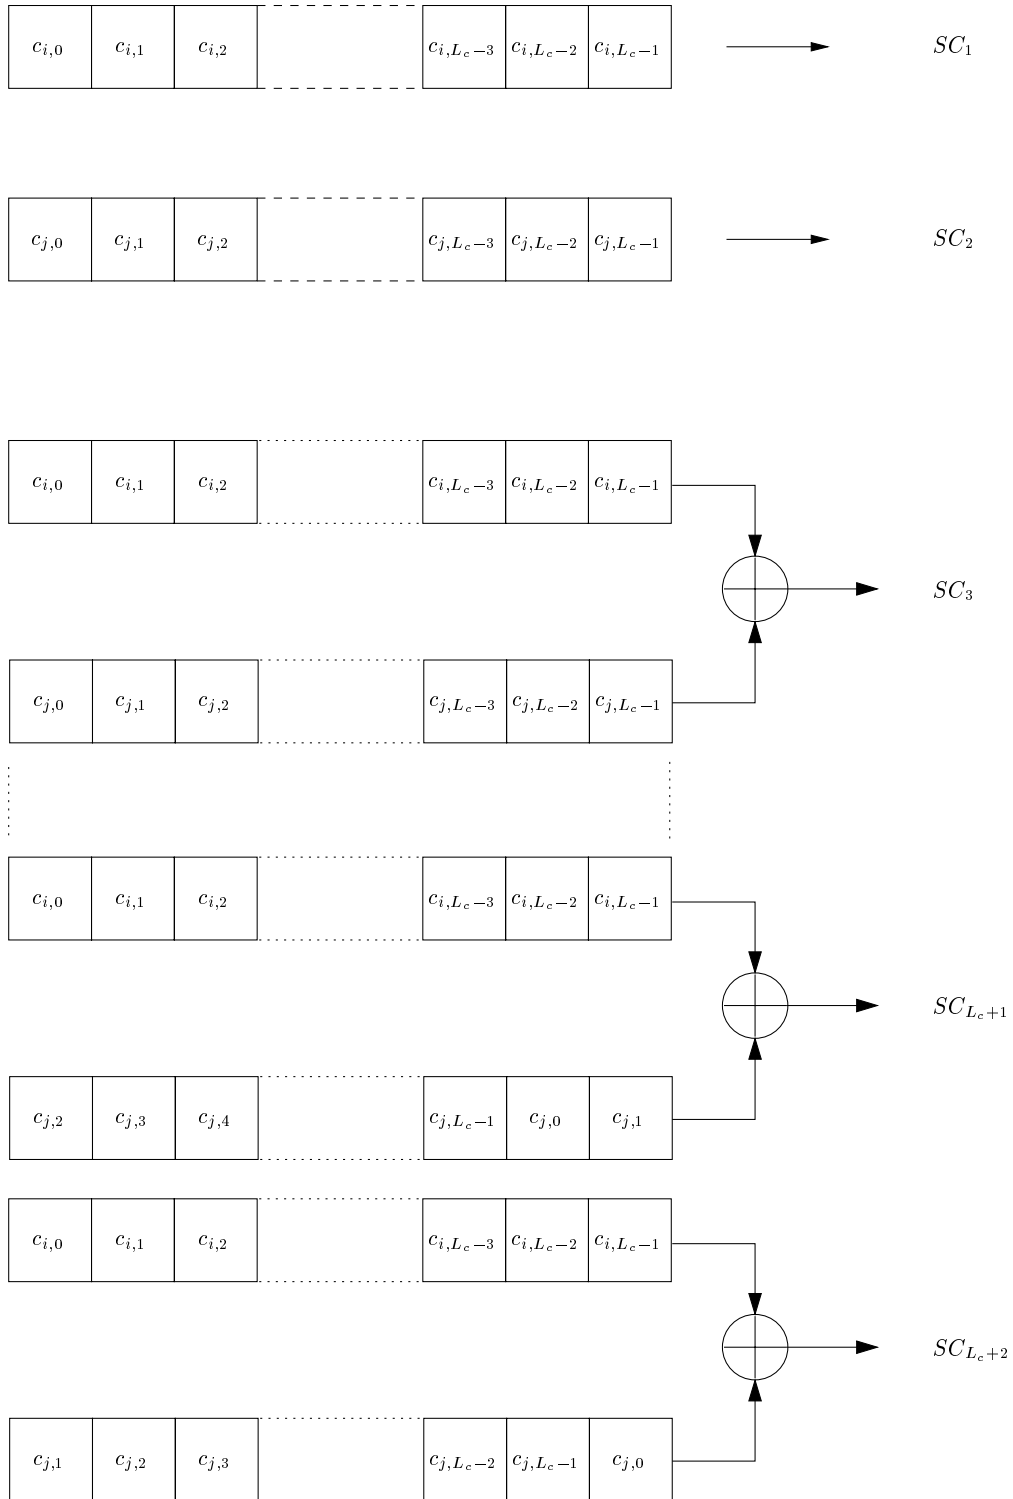 c_{i,0} c_{i,1} c_{i,2} c_{i,L_c-3} c_{i,L_c-2} c_{i,L_c-1} SC_1
c_{j,0} c_{j,1} c_{j,2} c_{j,L_c-3} c_{j,L_c-2} c_{j,L_c-1} SC_2
c_{i,0} c_{i,1} c_{i,2} c_{i,L_c-3} c_{i,L_c-2} c_{i,L_c-1}
SC_3
c_{j,0} c_{j,1} c_{j,2} c_{j,L_c-3} c_{j,L_c-2} c_{j,L_c-1}
c_{i,0} c_{i,1} c_{i,2} c_{i,L_c-3} c_{i,L_c-2} c_{i,L_c-1}
SC_{L_c+1}
c_{j,2} c_{j,3} c_{j,4} c_{j,L_c-1} c_{j,0} c_{j,1}
c_{i,0} c_{i,1} c_{i,2} c_{i,L_c-3} c_{i,L_c-2} c_{i,L_c-1}
SC_{L_c+2}
c_{j,1} c_{j,2} c_{j,3} c_{j,L_c-2} c_{j,L_c-1} c_{j,0}